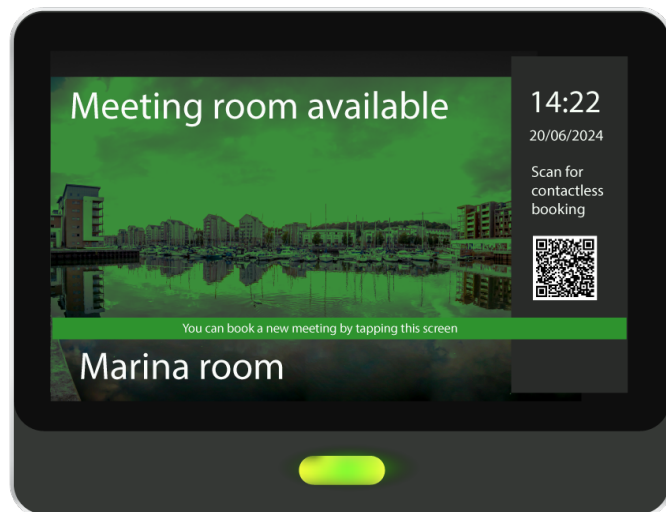 Meeting room available
14:22
20/06/2024
Scan for
contactless
booking
You can book a new meeting by tapping this screen
Marina room